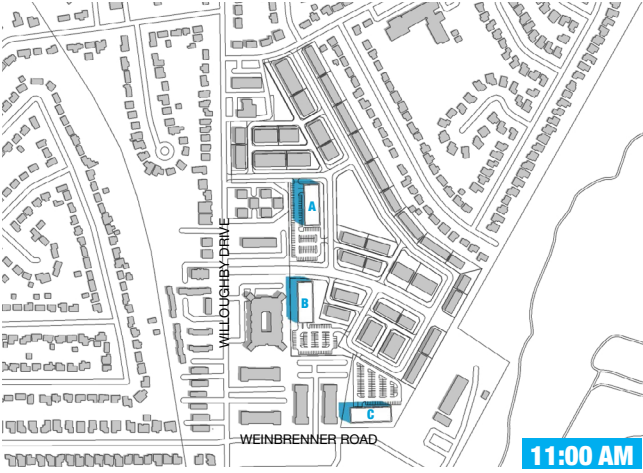 A
WILLOUGHBY DRIVE
B
C
WEINBRENNER ROAD
11:00 AM